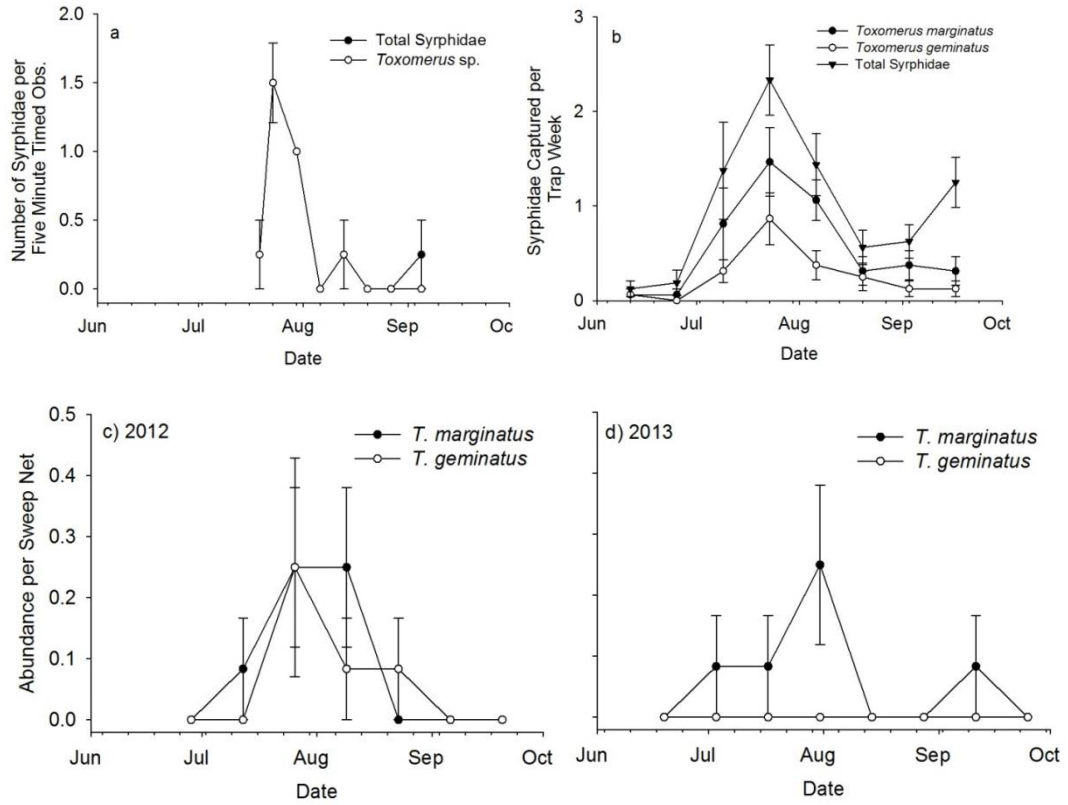 a
Total Syrphidae
Toxomerus sp.
Number of Syrphidae per
Five Minute Timed Obs.
2.0
1.5
1.0
0.5
0.0
Jun Jul Aug Sep Oc
Date
b
Toxomerus marginatus
Toxomerus geminatus
Total Syrphidae
Syrphidae Captured per
Trap Week
3
2
1
0
Jun Jul Aug Sep Oct
Date
c) 2012
T. marginatus
T. geminatus
Abundance per Sweep Net
0.5
0.4
0.3
0.2
0.1
0.0
Jun Jul Aug Sep Oct
Date
d) 2013
T. marginatus
T. geminatus
Jun Jul Aug Sep Oct
Date